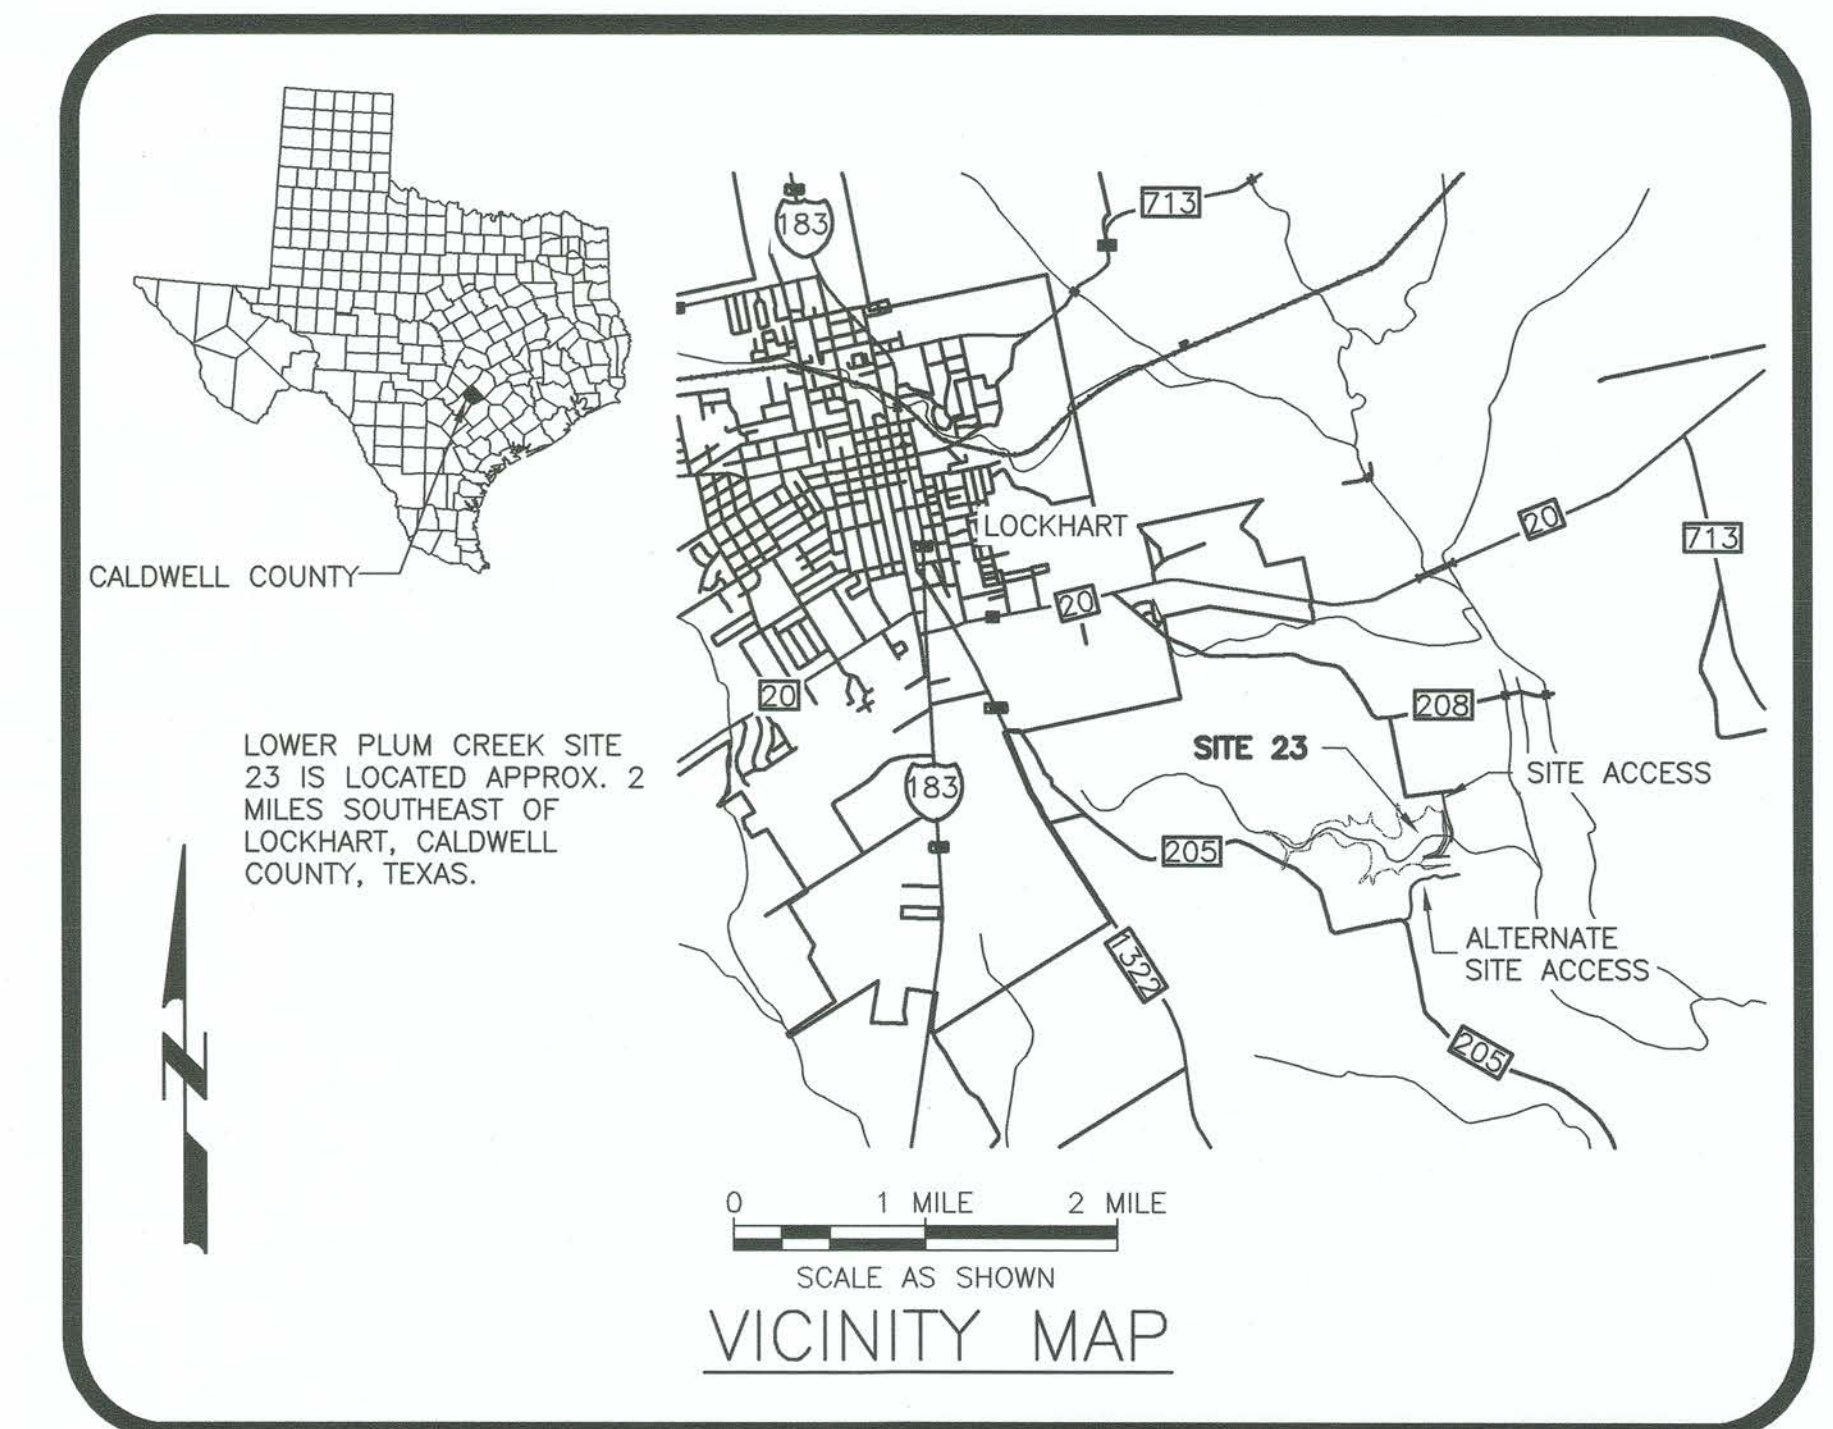 183
713
LOCKHART
20
713
CALDWELL COUNTY
20
20
208
LOWER PLUM CREEK SITE
23 IS LOCATED APPROX. 2
MILES SOUTHEAST OF
LOCKHART, CALDWELL
COUNTY, TEXAS.
SITE 23
SITE ACCESS
183
205
ALTERNATE
SITE ACCESS
1322
205
N
0 1 MILE 2 MILE
SCALE AS SHOWN
VICINITY MAP